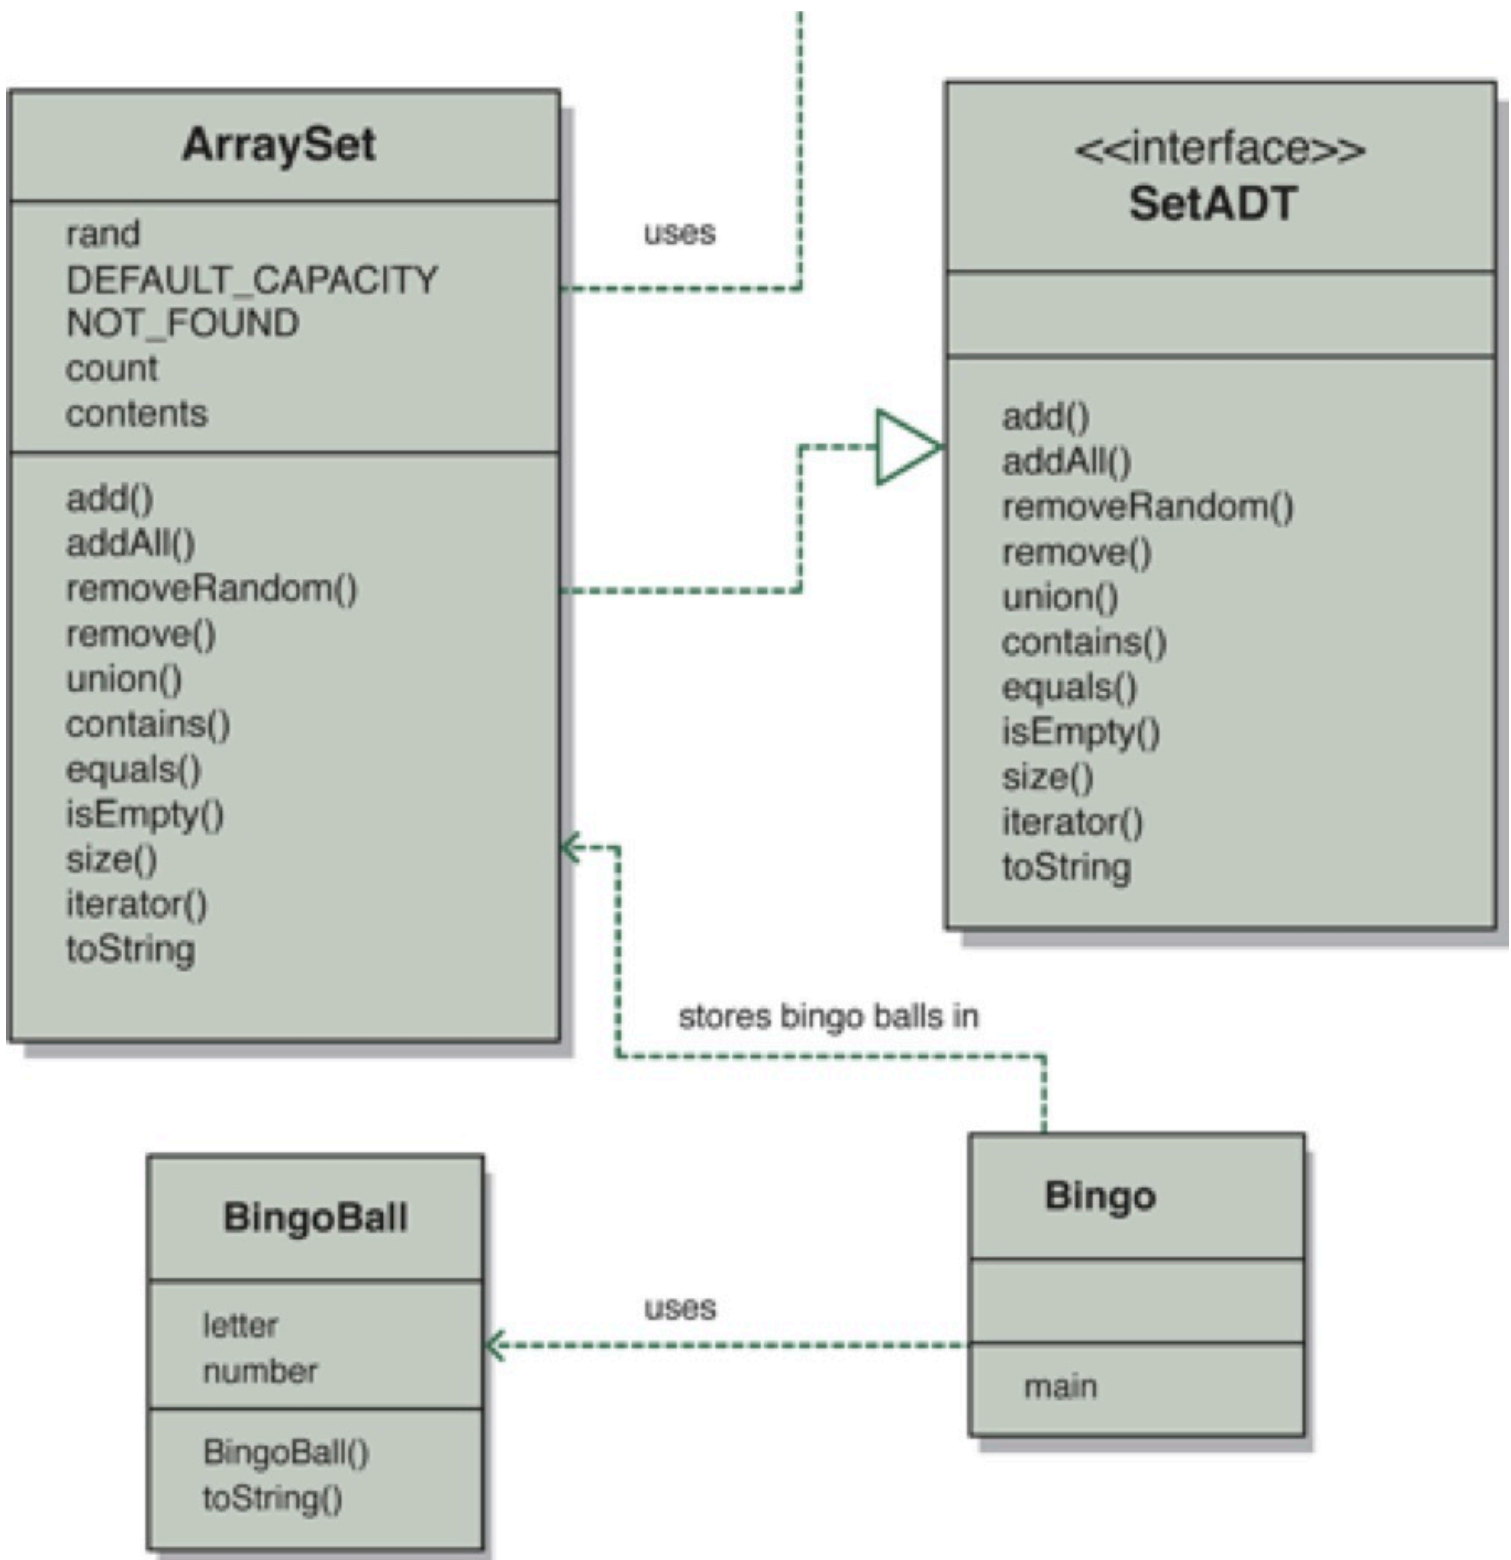 ArraySet
rand
DEFAULT_CAPACITY
NOT_FOUND
count
contents
add()
addAll()
removeRandom()
remove()
union()
contains()
equals()
isEmpty()
size()
iterator()
toString
uses
<<interface>>
SetADT
add()
addAll()
removeRandom()
remove()
union()
contains()
equals()
isEmpty()
size()
iterator()
toString
stores bingo balls in
BingoBall
letter
number
BingoBall()
toString()
uses
Bingo
main